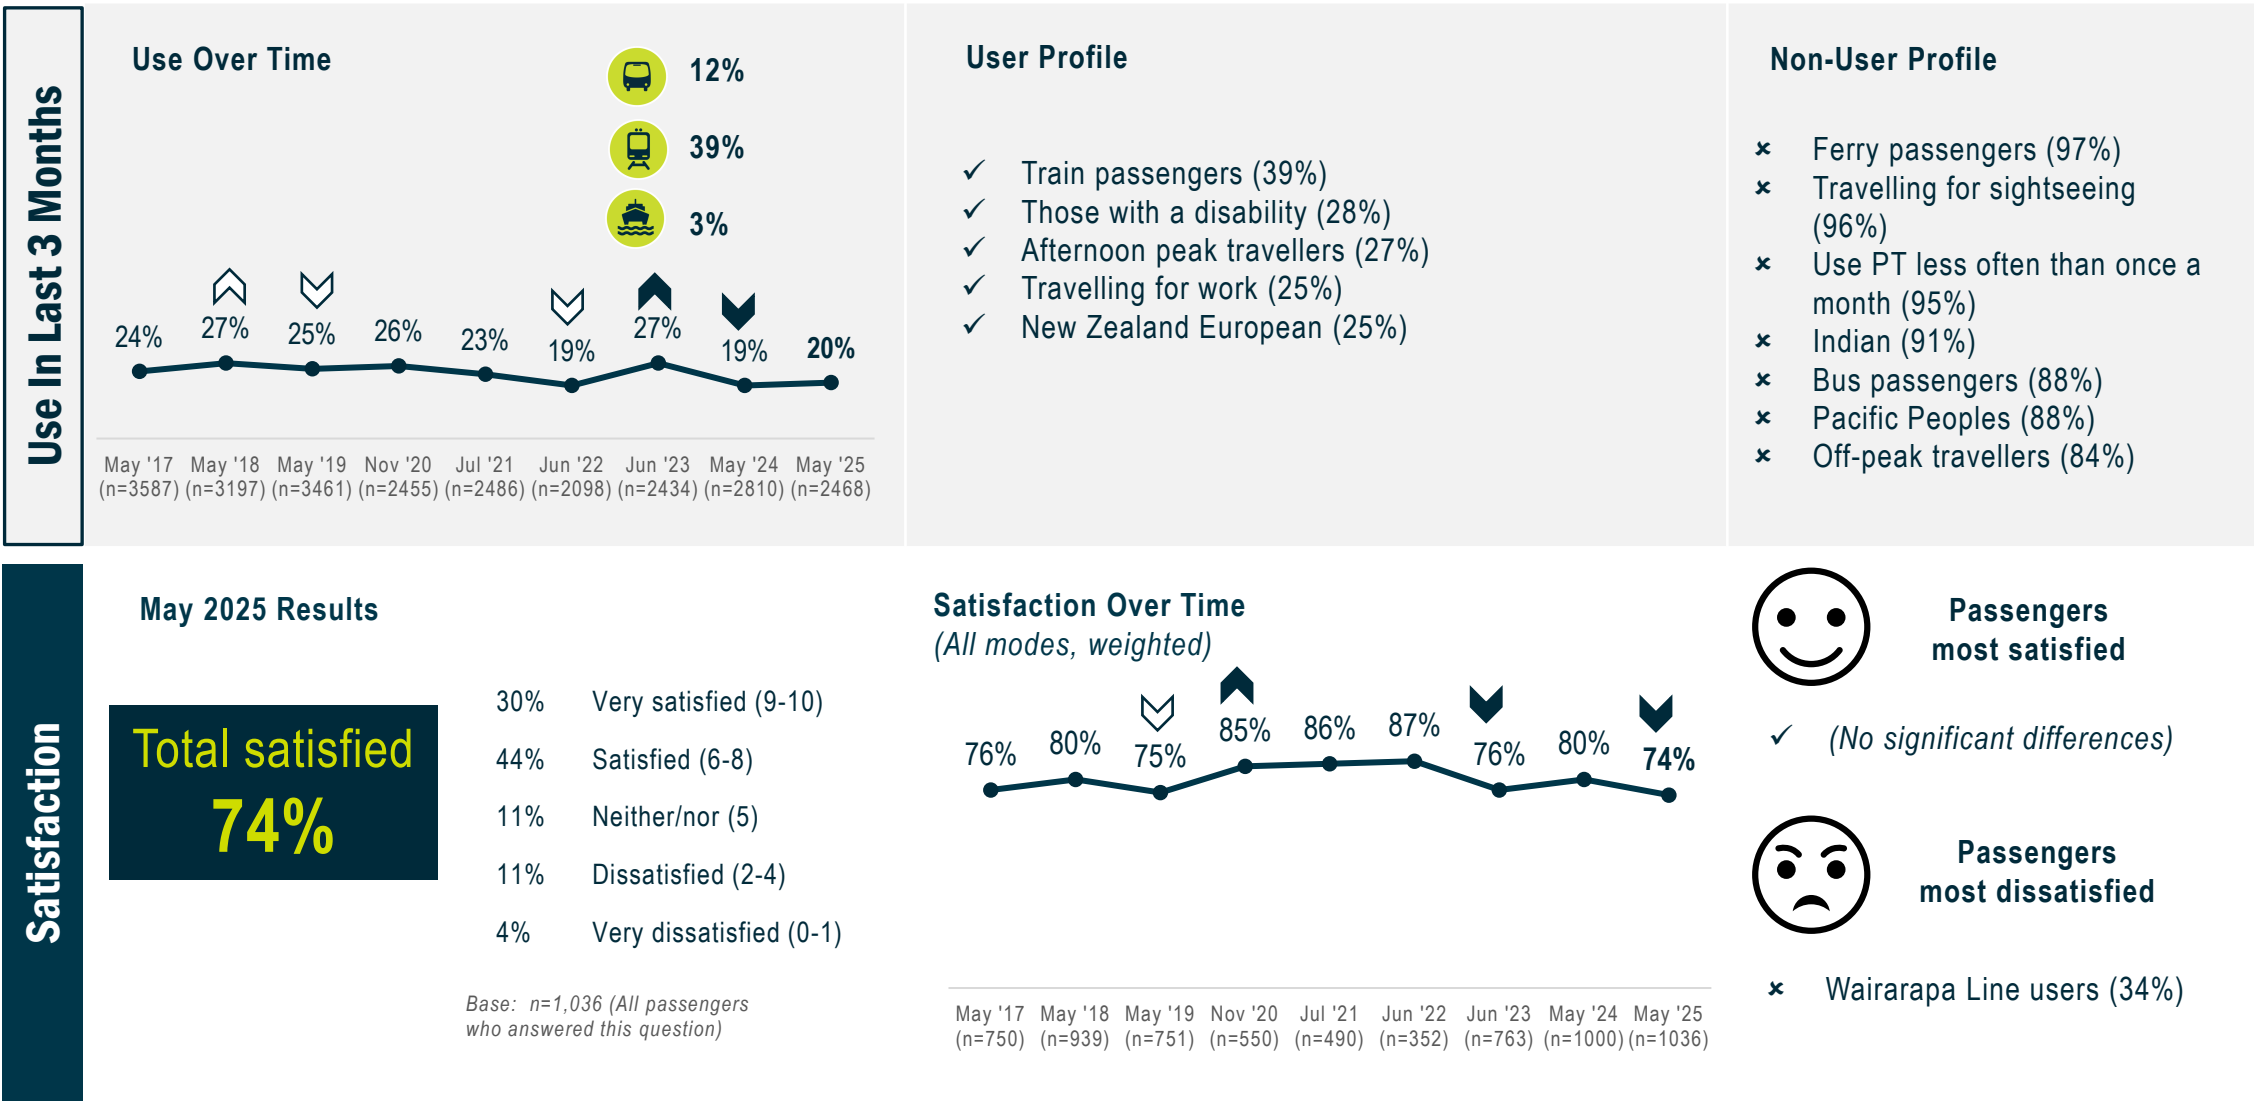 Use In Last 3 Months
Use Over Time
12%
39%
3%
24%
27%
25%
26%
23%
19%
27%
19%
20%
May '17 May '18 May '19 Nov '20 Jul '21 Jun '22 Jun '23 May '24 May '25
(n=3587) (n=3197) (n=3461) (n=2455) (n=2486) (n=2098) (n=2434) (n=2810) (n=2468)
User Profile
✓ Train passengers (39%)
✓ Those with a disability (28%)
✓ Afternoon peak travellers (27%)
✓ Travelling for work (25%)
✓ New Zealand European (25%)
Non-User Profile
× Ferry passengers (97%)
× Travelling for sightseeing
(96%)
× Use PT less often than once a
month (95%)
× Indian (91%)
× Bus passengers (88%)
× Pacific Peoples (88%)
× Off-peak travellers (84%)
Satisfaction
May 2025 Results
Total satisfied
74%
30% Very satisfied (9-10)
44% Satisfied (6-8)
11% Neither/nor (5)
11% Dissatisfied (2-4)
4% Very dissatisfied (0-1)
Base: n=1,036 (All passengers
who answered this question)
Satisfaction Over Time
(All modes, weighted)
76%
80%
75%
85%
86%
87%
76%
80%
74%
May '17 May '18 May '19 Nov '20 Jul '21 Jun '22 Jun '23 May '24 May '25
(n=750) (n=939) (n=751) (n=550) (n=490) (n=352) (n=763) (n=1000) (n=1036)
Passengers
most satisfied
✓ (No significant differences)
Passengers
most dissatisfied
× Wairarapa Line users (34%)